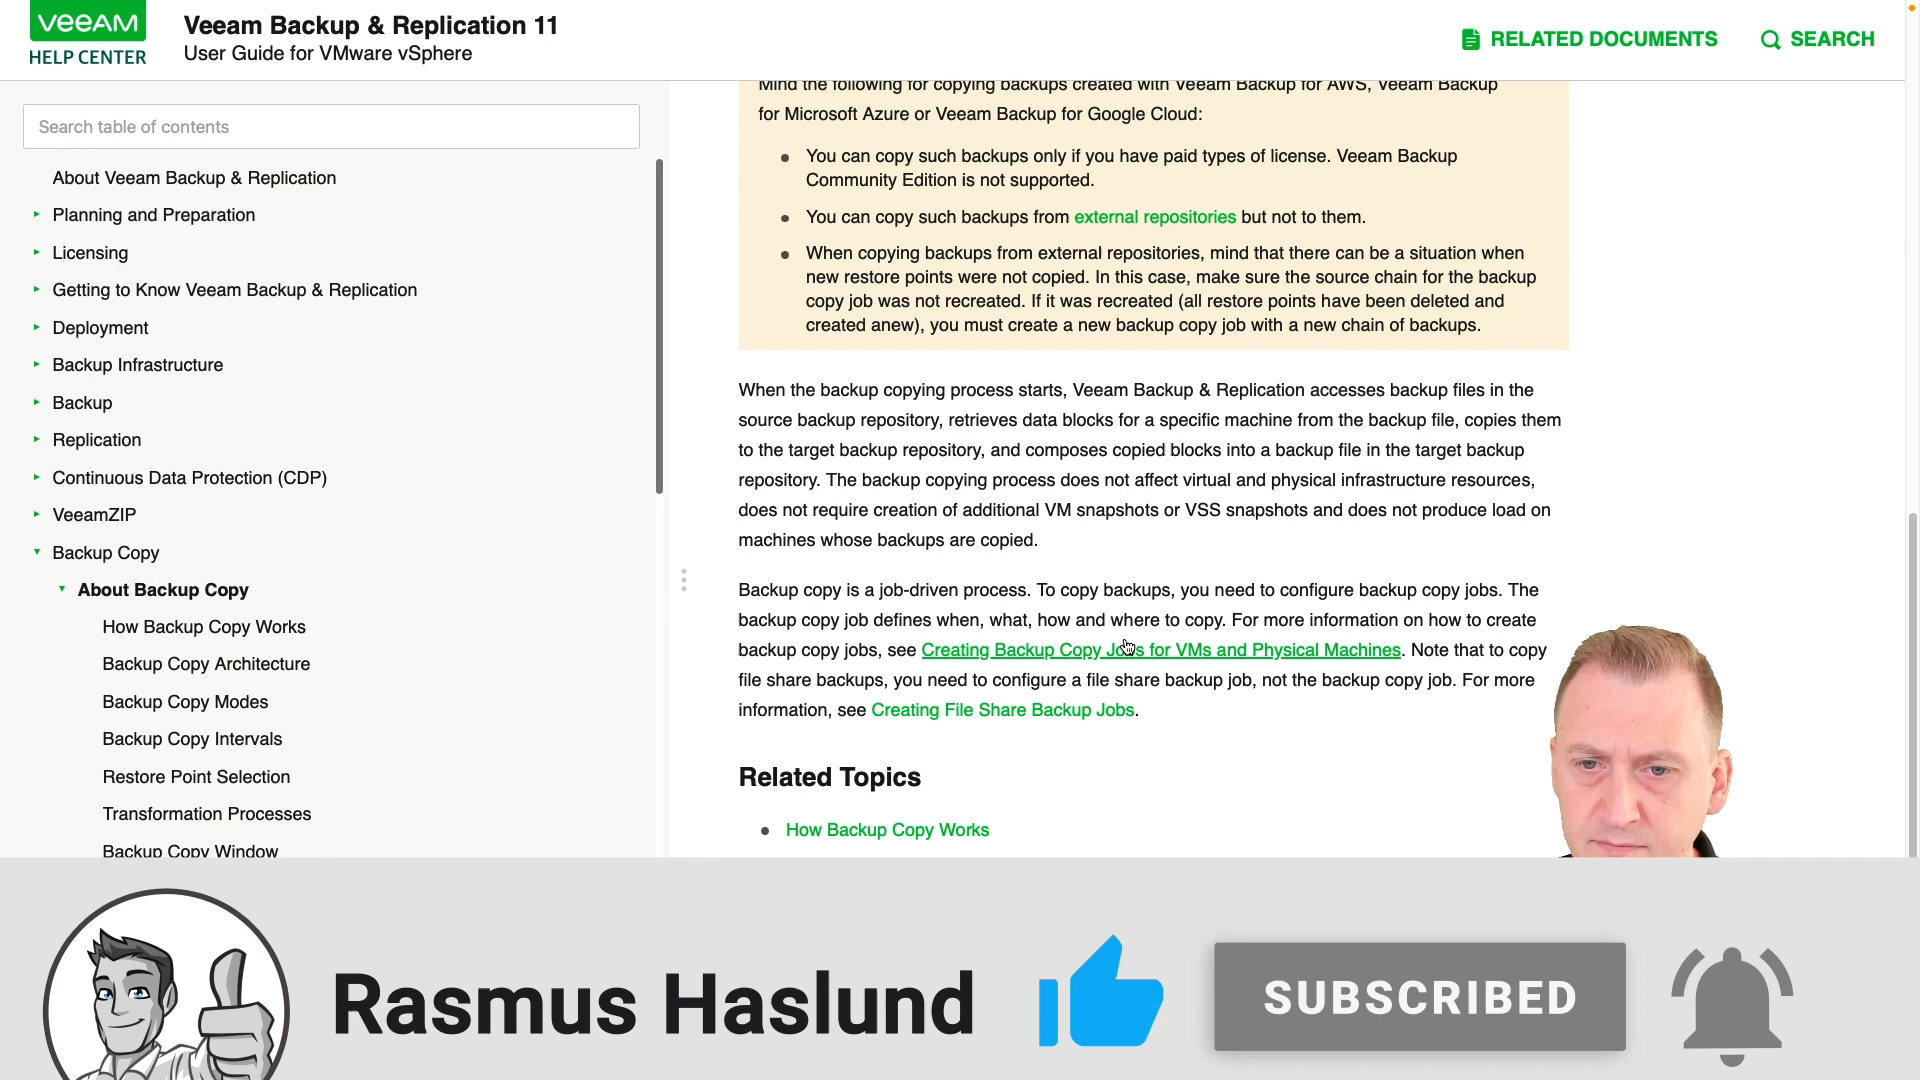 veeAM
HELP CENTER
Veeam Backup & Replication 11
User Guide for VMware vSphere
RELATED DOCUMENTS
SEARCH
Search table of contents
About Veeam Backup & Replication
Planning and Preparation
Licensing
Getting to Know Veeam Backup & Replication
Deployment
Backup Infrastructure
Backup
Replication
Continuous Data Protection (CDP)
VeeamZIP
Backup Copy
About Backup Copy
How Backup Copy Works
Backup Copy Architecture
Backup Copy Modes
Backup Copy Intervals
Restore Point Selection
Transformation Processes
Backup Copy Window
Mind the following for copying backups created with Veeam Backup for AWS, Veeam Backup
for Microsoft Azure or Veeam Backup for Google Cloud:
You can copy such backups only if you have paid types of license. Veeam Backup
Community Edition is not supported.
You can copy such backups from external repositories but not to them.
When copying backups from external repositories, mind that there can be a situation when
new restore points were not copied. In this case, make sure the source chain for the backup
copy job was not recreated. If it was recreated (all restore points have been deleted and
created anew), you must create a new backup copy job with a new chain of backups.
When the backup copying process starts, Veeam Backup & Replication accesses backup files in the
source backup repository, retrieves data blocks for a specific machine from the backup file, copies them
to the target backup repository, and composes copied blocks into a backup file in the target backup
repository. The backup copying process does not affect virtual and physical infrastructure resources,
does not require creation of additional VM snapshots or VSS snapshots and does not produce load on
machines whose backups are copied.
Backup copy is a job-driven process. To copy backups, you need to configure backup copy jobs. The
backup copy job defines when, what, how and where to copy. For more information on how to create
backup copy jobs, see Creating Backup Copy Jobs for VMs and Physical Machines. Note that to copy
file share backups, you need to configure a file share backup job, not the backup copy job. For more
information, see Creating File Share Backup Jobs.
Related Topics
How Backup Copy Works
Rasmus Haslund
SUBSCRIBED